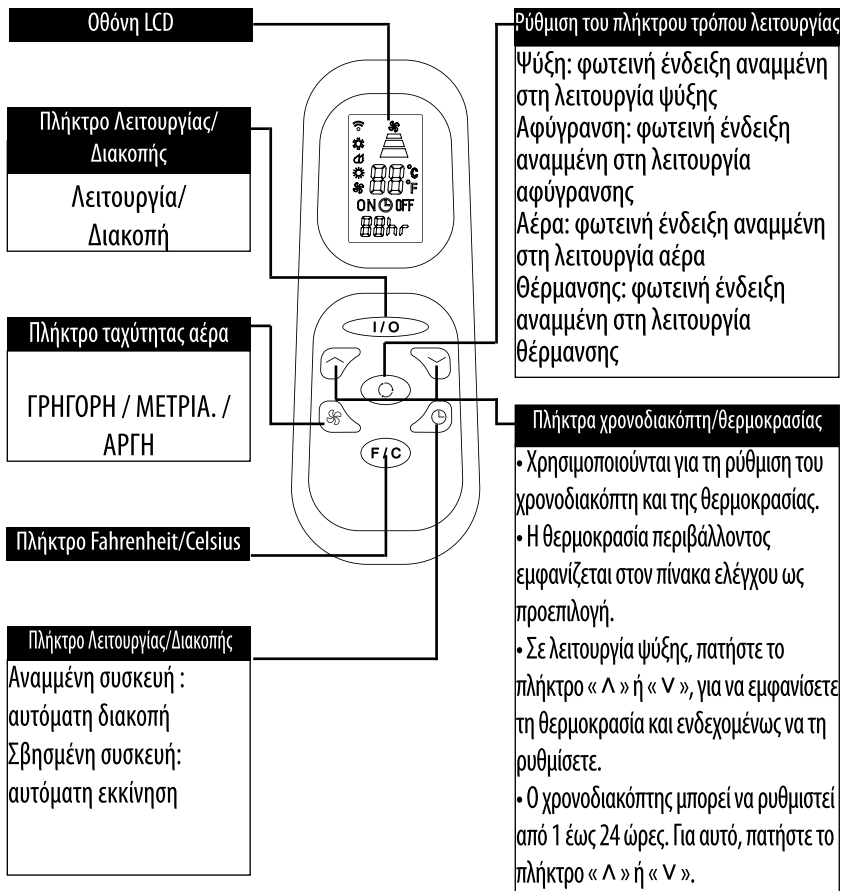 Οθόνη LCD
Πλήκτρο Λειτουργίας/
Διακοπής
Λειτουργία/
Διακοπή
Πλήκτρο ταχύτητας αέρα
ΓΡΗΓΟΡΗ / ΜΕΤΡΙΑ. /
ΑΡΓΗ
Πλήκτρο Fahrenheit/Celsius
Πλήκτρο Λειτουργίας/Διακοπής
Αναμμένη συσκευή :
αυτόματη διακοπή
Σβησμένη συσκευή:
αυτόματη εκκίνηση
88°C
°F
ON OFF
88hr
I/O
F/C
Ρύθμιση του πλήκτρου τρόπου λειτουργίας
Ψύξη: φωτεινή ένδειξη αναμμένη
στη λειτουργία ψύξης
Αφύγρανση: φωτεινή ένδειξη
αναμμένη στη λειτουργία
αφύγρανσης
Αέρα: φωτεινή ένδειξη αναμμένη
στη λειτουργία αέρα
Θέρμανσης: φωτεινή ένδειξη
αναμμένη στη λειτουργία
θέρμανσης
Πλήκτρα χρονοδιακόπτη/θερμοκρασίας
• Χρησιμοποιούνται για τη ρύθμιση του
χρονοδιακόπτη και της θερμοκρασίας.
• Η θερμοκρασία περιβάλλοντος
εμφανίζεται στον πίνακα ελέγχου ως
προεπιλογή.
• Σε λειτουργία ψύξης, πατήστε το
πλήκτρο « ˄ » ή « ˅ », για να εμφανίσετε
τη θερμοκρασία και ενδεχομένως να τη
ρυθμίσετε.
• Ο χρονοδιακόπτης μπορεί να ρυθμιστεί
από 1 έως 24 ώρες. Για αυτό, πατήστε το
πλήκτρο « ˄ » ή « ˅ ».